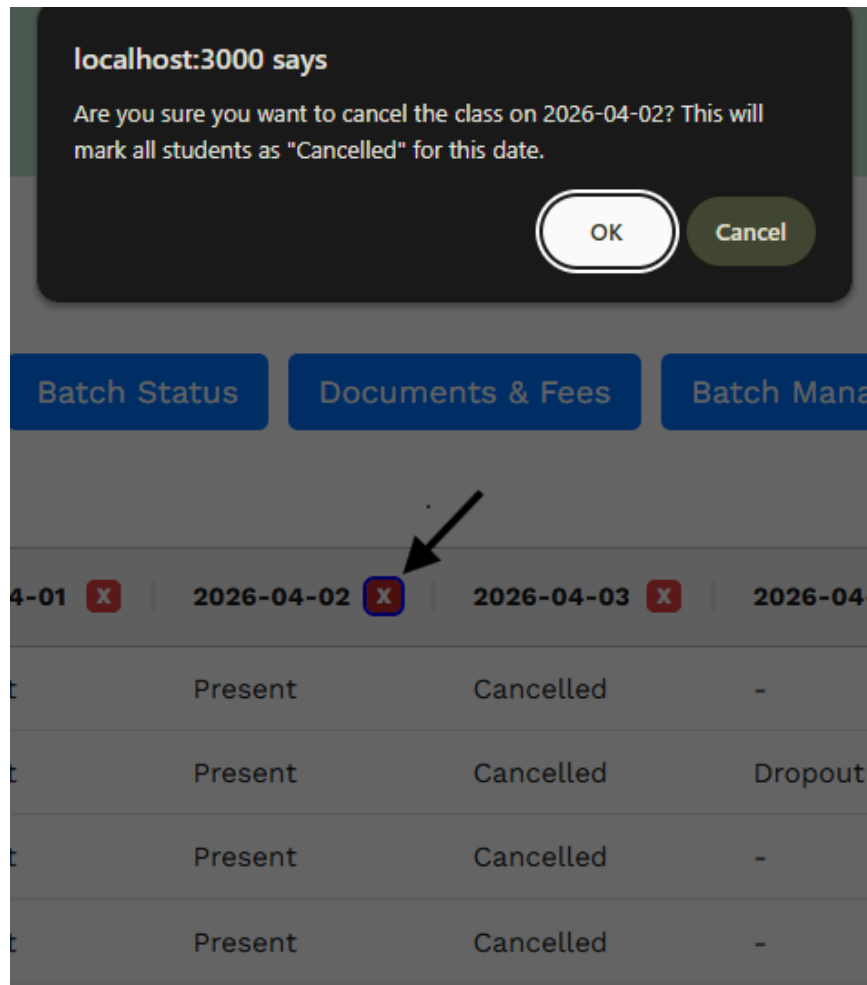 localhost:3000 says
Are you sure you want to cancel the class on 2026-04-02? This will
mark all students as "Cancelled" for this date.
OK Cancel
Batch Status Documents & Fees Batch Mana
4-01 X 2026-04-02 X 2026-04-03 X 2026-04
t Present Cancelled -
t Present Cancelled Dropout
t Present Cancelled -
t Present Cancelled -